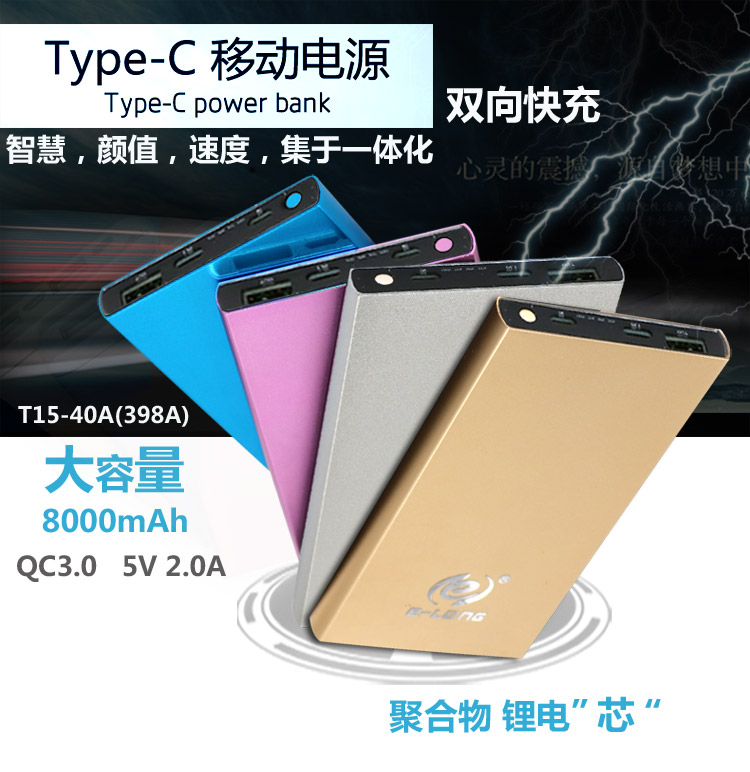 Type-C 移动电源
Type-C power bank
双向快充
智慧，颜值，速度，集于一体化
心灵的震撼，源自梦想中
T15-40A(398A)
大容量
8000mAh
QC3.0 5V 2.0A
E-LONG
®
聚合物 锂电”芯“